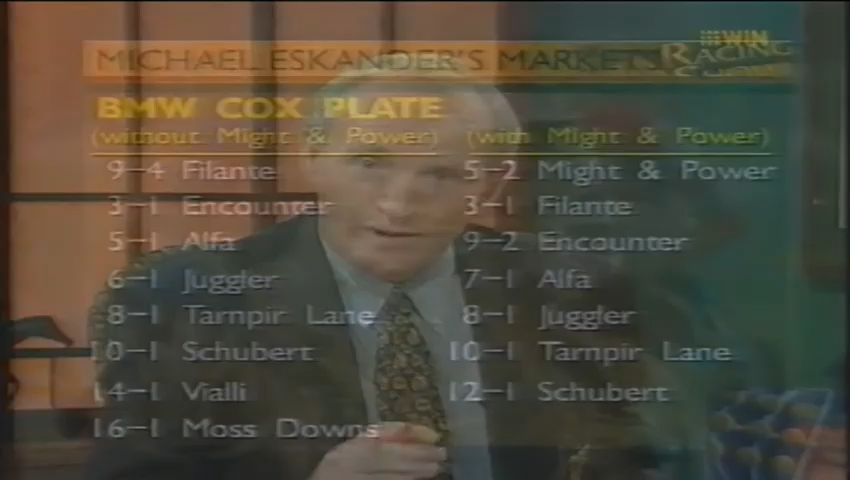 WIN
MICHAEL ESKANDER'S MARKETS
RACING
BMW COX PLATE
(without Might & Power) (with Might & Power)
9-4 Filante 5-2 Might & Power
3-1 Encounter 3-1 Filante
5-1 Alfa 9-2 Encounter
6-1 Juggler 7-1 Alfa
8-1 Tarnpir Lane 8-1 Juggler
10-1 Schubert 10-1 Tarnpir Lane
14-1 Vialli 12-1 Schubert
16-1 Moss Downs